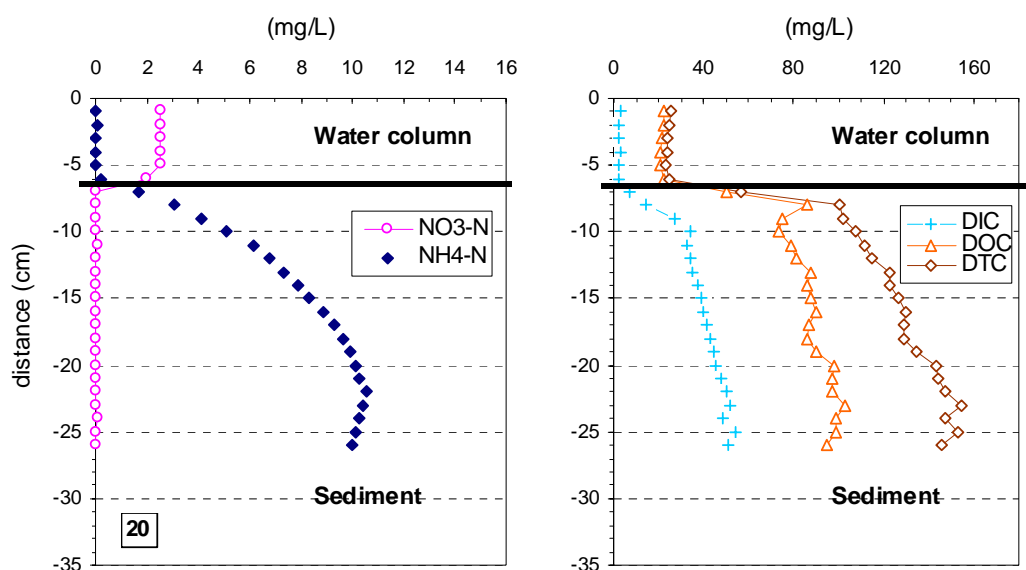 (mg/L)
0 2 4 6 8 10 12 14 16
0
-5
-10
-15
-20
-25
-30
-35
distance (cm)
Water column
NO3-N
NH4-N
Sediment
20
(mg/L)
0 40 80 120 160
0
-5
-10
-15
-20
-25
-30
-35
Water column
DIC
DOC
DTC
Sediment